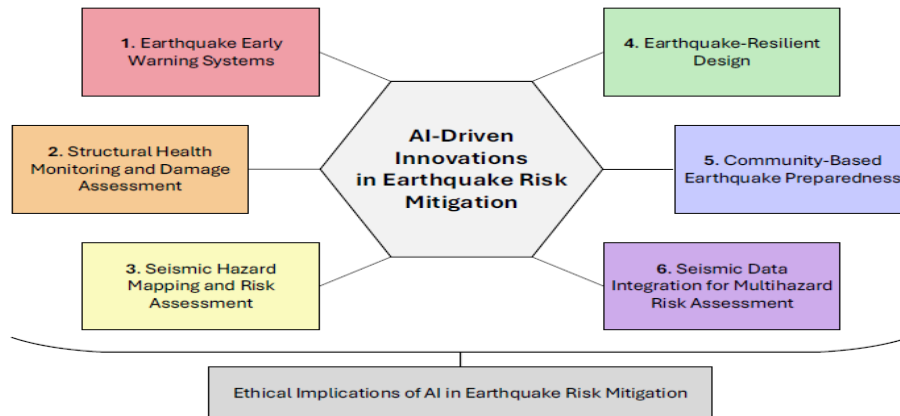 1. Earthquake Early
Warning Systems
2. Structural Health
Monitoring and Damage
Assessment
3. Seismic Hazard
Mapping and Risk
Assessment
AI-Driven
Innovations
in Earthquake Risk
Mitigation
4. Earthquake-Resilient
Design
5. Community-Based
Earthquake Preparedness
6. Seismic Data
Integration for Multihazard
Risk Assessment
Ethical Implications of AI in Earthquake Risk Mitigation